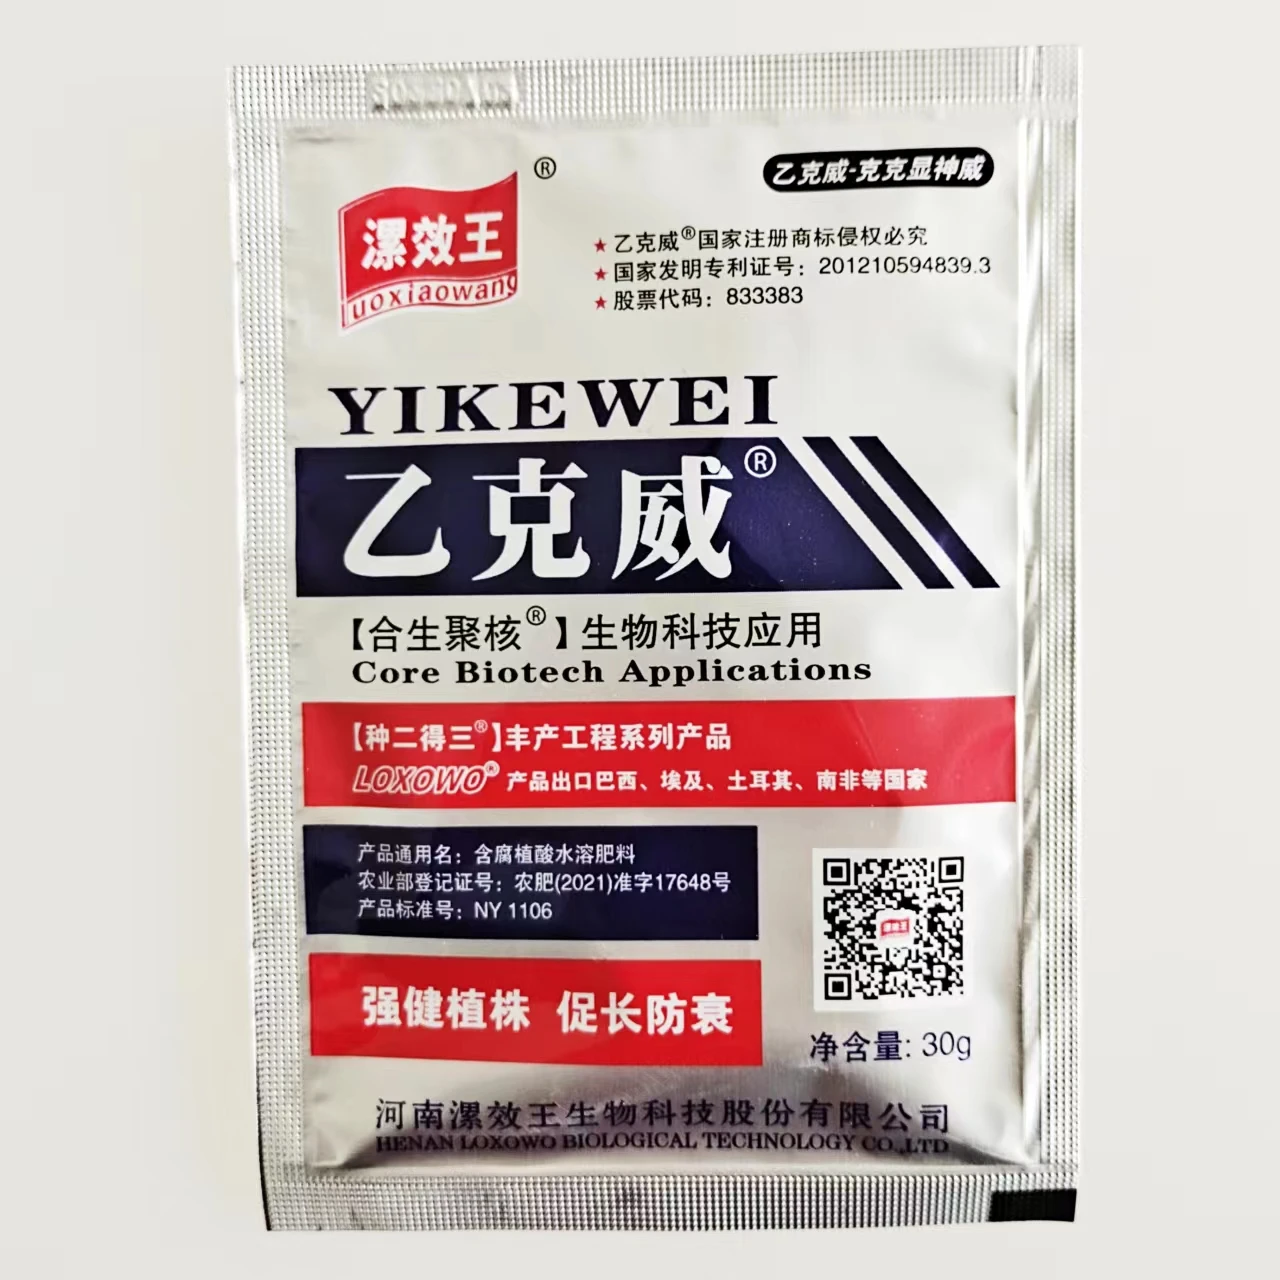 漯效王®
luoxiaowang
乙克威-克克显神威
★乙克威®国家注册商标侵权必究
★国家发明专利证号：201210594839.3
★股票代码：833383
YIKEWEI
乙克威®
【合生聚核®】生物科技应用
Core Biotech Applications
【种二得三®】丰产工程系列产品
LOXOWO® 产品出口巴西、埃及、土耳其、南非等国家
产品通用名：含腐植酸水溶肥料
农业部登记证号：农肥(2021)准字17648号
产品标准号：NY 1106
漯效王
强健植株 促长防衰
净含量: 30g
河南漯效王生物科技股份有限公司
HENAN LOXOWO BIOLOGICAL TECHNOLOGY CO.,LTD